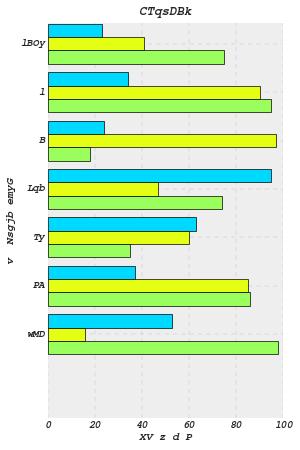 CTqsDBk
lBOy
l
B
Lqb
Ty
PA
wMD
v Nsgjb emyG
0 20 40 60 80 100
XV z d P